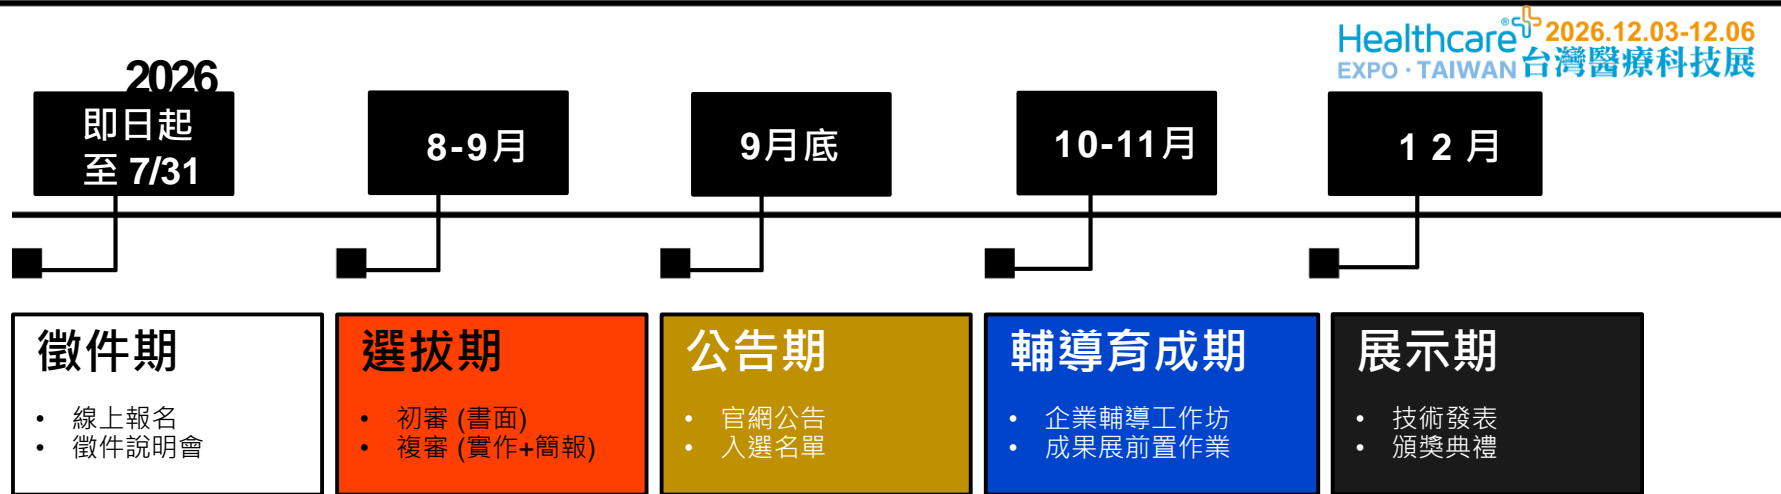 Healthcare® 2026.12.03-12.06
EXPO·TAIWAN 台灣醫療科技展
2026
即日起
至 7/31
8-9月
9月底
10-11月
12月
徵件期
• 線上報名
• 徵件說明會
選拔期
• 初審 (書面)
• 複審 (實作+簡報)
公告期
• 官網公告
• 入選名單
輔導育成期
• 企業輔導工作坊
• 成果展前置作業
展示期
• 技術發表
• 頒獎典禮